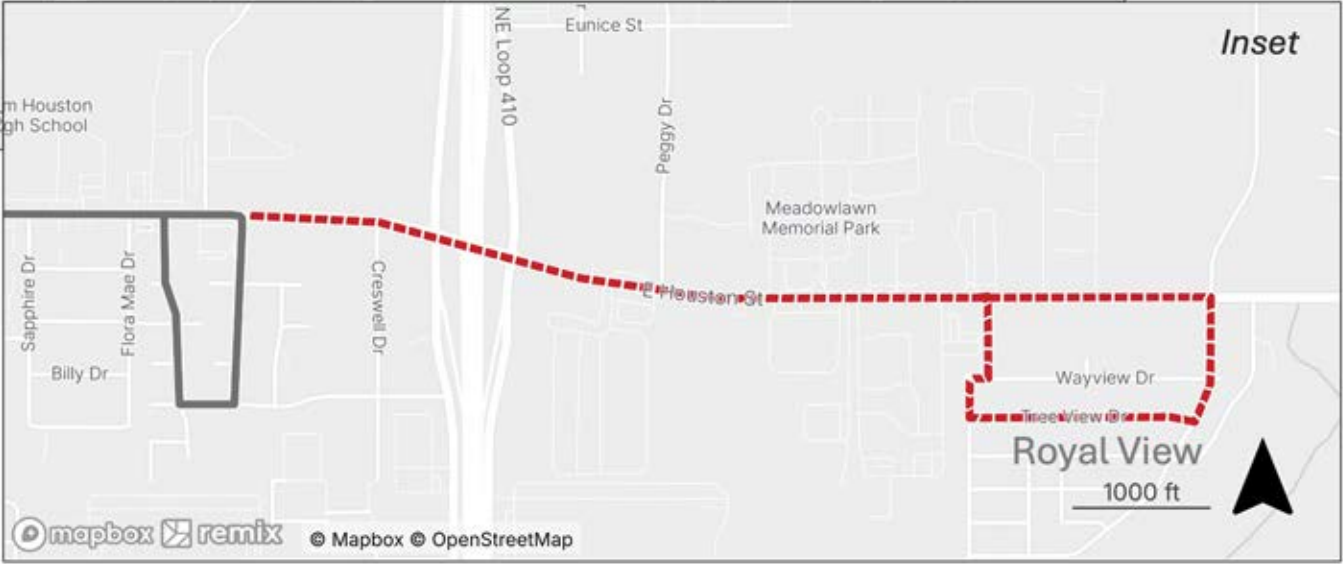 Eunice St
Inset
NE Loop 410
m Houston
gh School
Peggy Dr
Meadowlawn
Memorial Park
Sapphire Dr
Flora Mae Dr
Creswell Dr
E Houston St
Billy Dr
Wayview Dr
Tree View Dr
Royal View
1000 ft
mapbox remix © Mapbox © OpenStreetMap